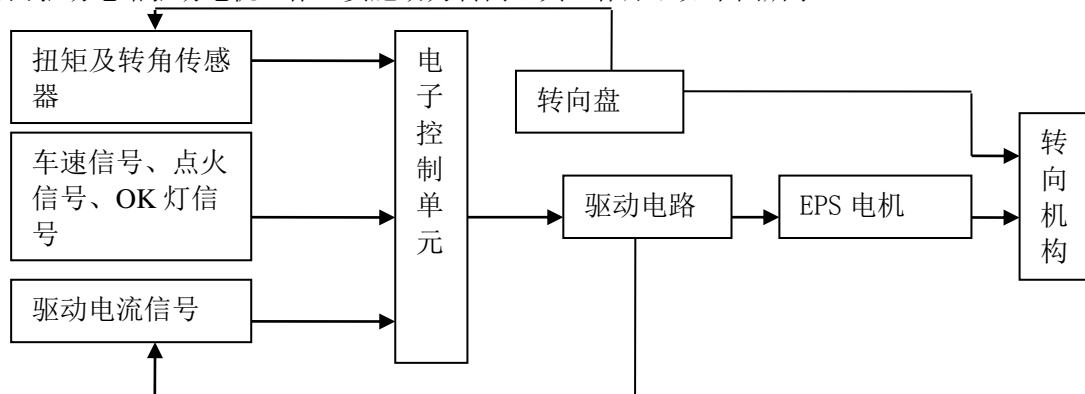 扭矩及转角传感
器
车速信号、点火
信号、OK 灯信
号
驱动电流信号
电
子
控
制
单
元
转向盘
驱动电路
EPS 电机
转
向
机
构